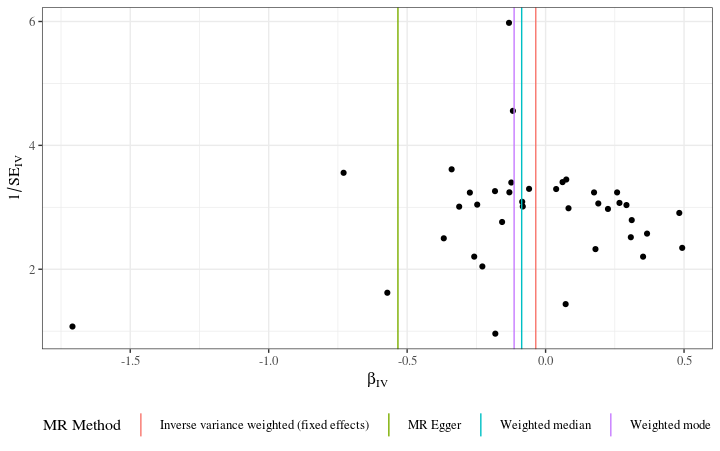 6
4
2
1/SE_IV
-1.5
-1.0
-0.5
0.0
0.5
β_IV
MR Method
Inverse variance weighted (fixed effects)
MR Egger
Weighted median
Weighted mode